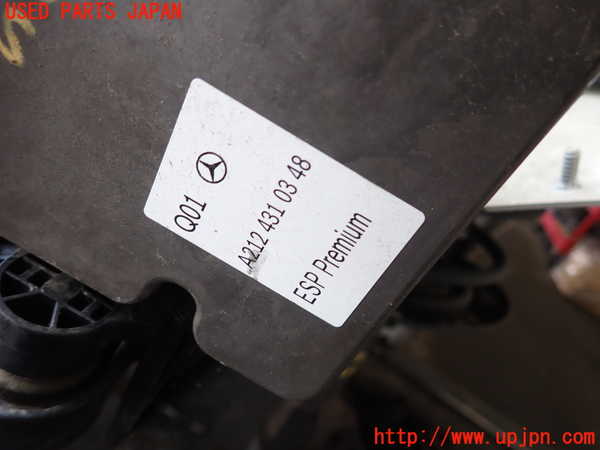 USED PARTS JAPAN
Q01
A212 431 03 48
ESP Premium
http://www.upjpn.com/